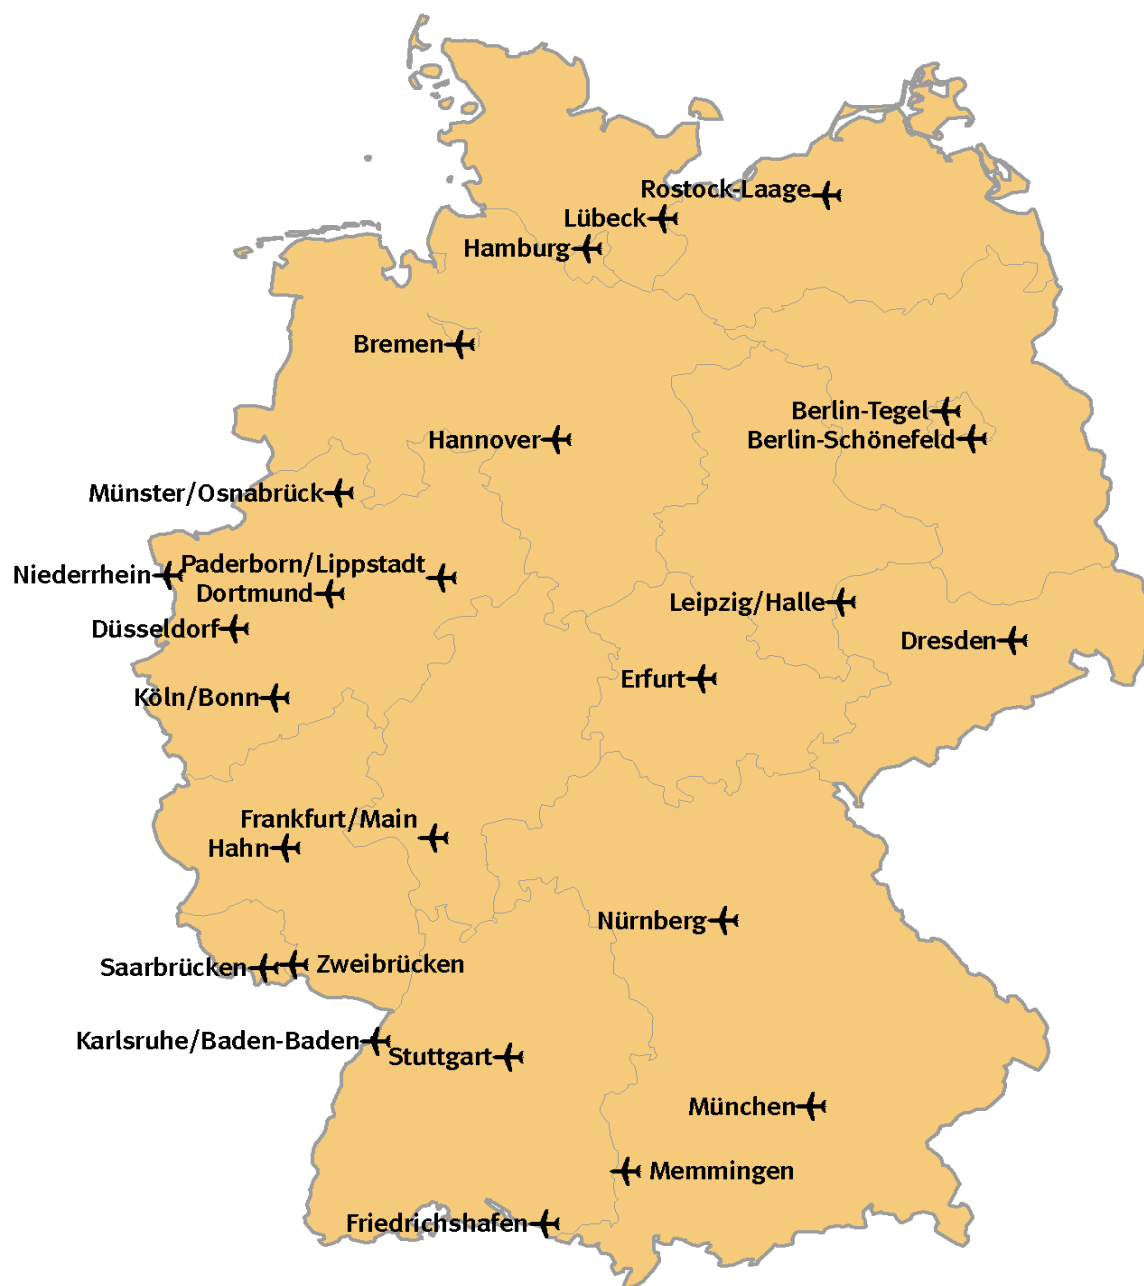 Rostock-Laage
Lübeck
Hamburg
Bremen
Berlin-Tegel
Hannover
Berlin-Schönefeld
Münster/Osnabrück
Paderborn/Lippstadt
Niederrhein
Dortmund
Leipzig/Halle
Düsseldorf
Dresden
Erfurt
Köln/Bonn
Frankfurt/Main
Hahn
Nürnberg
Saarbrücken
Zweibrücken
Karlsruhe/Baden-Baden
Stuttgart
München
Memmingen
Friedrichshafen